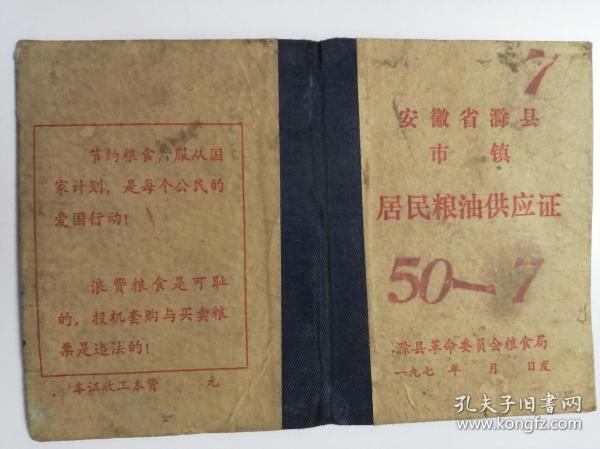 节约粮食,服从国
家计划,是每个公民的
爱国行动!
浪费粮食是可耻
的,投机套购与买卖粮
票是违法的!
本证收工本费 元
7
安徽省滁县
市 镇
居民粮油供应证
50—7
滁县革命委员会粮食局
一九七 年 月 日发
孔夫子旧书网
book.kongfz.com